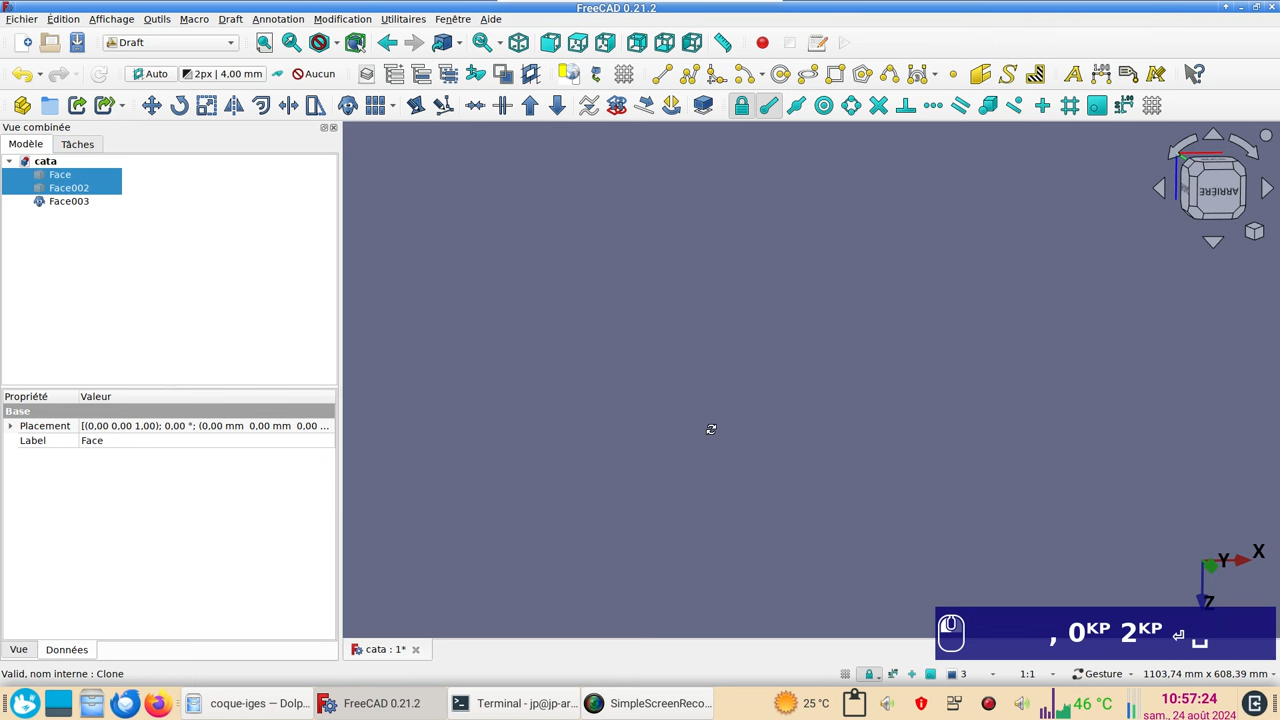 FreeCAD 0.21.2
Fichier Édition Affichage Outils Macro Draft Annotation Modification Utilitaires Fenêtre Aide
Draft
Auto 2px | 4,00 mm Aucun
Vue combinée
Modèle Tâches
cata
Face
Face002
Face003
ARRIÈRE
Propriété Valeur
Base
Placement [(0,00 0,00 1,00); 0,00 °; (0,00 mm 0,00 mm 0,00 ...
Label Face
X
Y
Z
, 0KP 2KP ⏎ ␣
Vue Données
cata : 1*
Valid, nom interne : Clone
3 1:1 Gesture 1103,74 mm x 608,39 mm
coque-iges — Dolp... FreeCAD 0.21.2 Terminal - jp@jp-ar... SimpleScreenReco... 25 °C 46 °C 10:57:24
sam., 24 août 2024